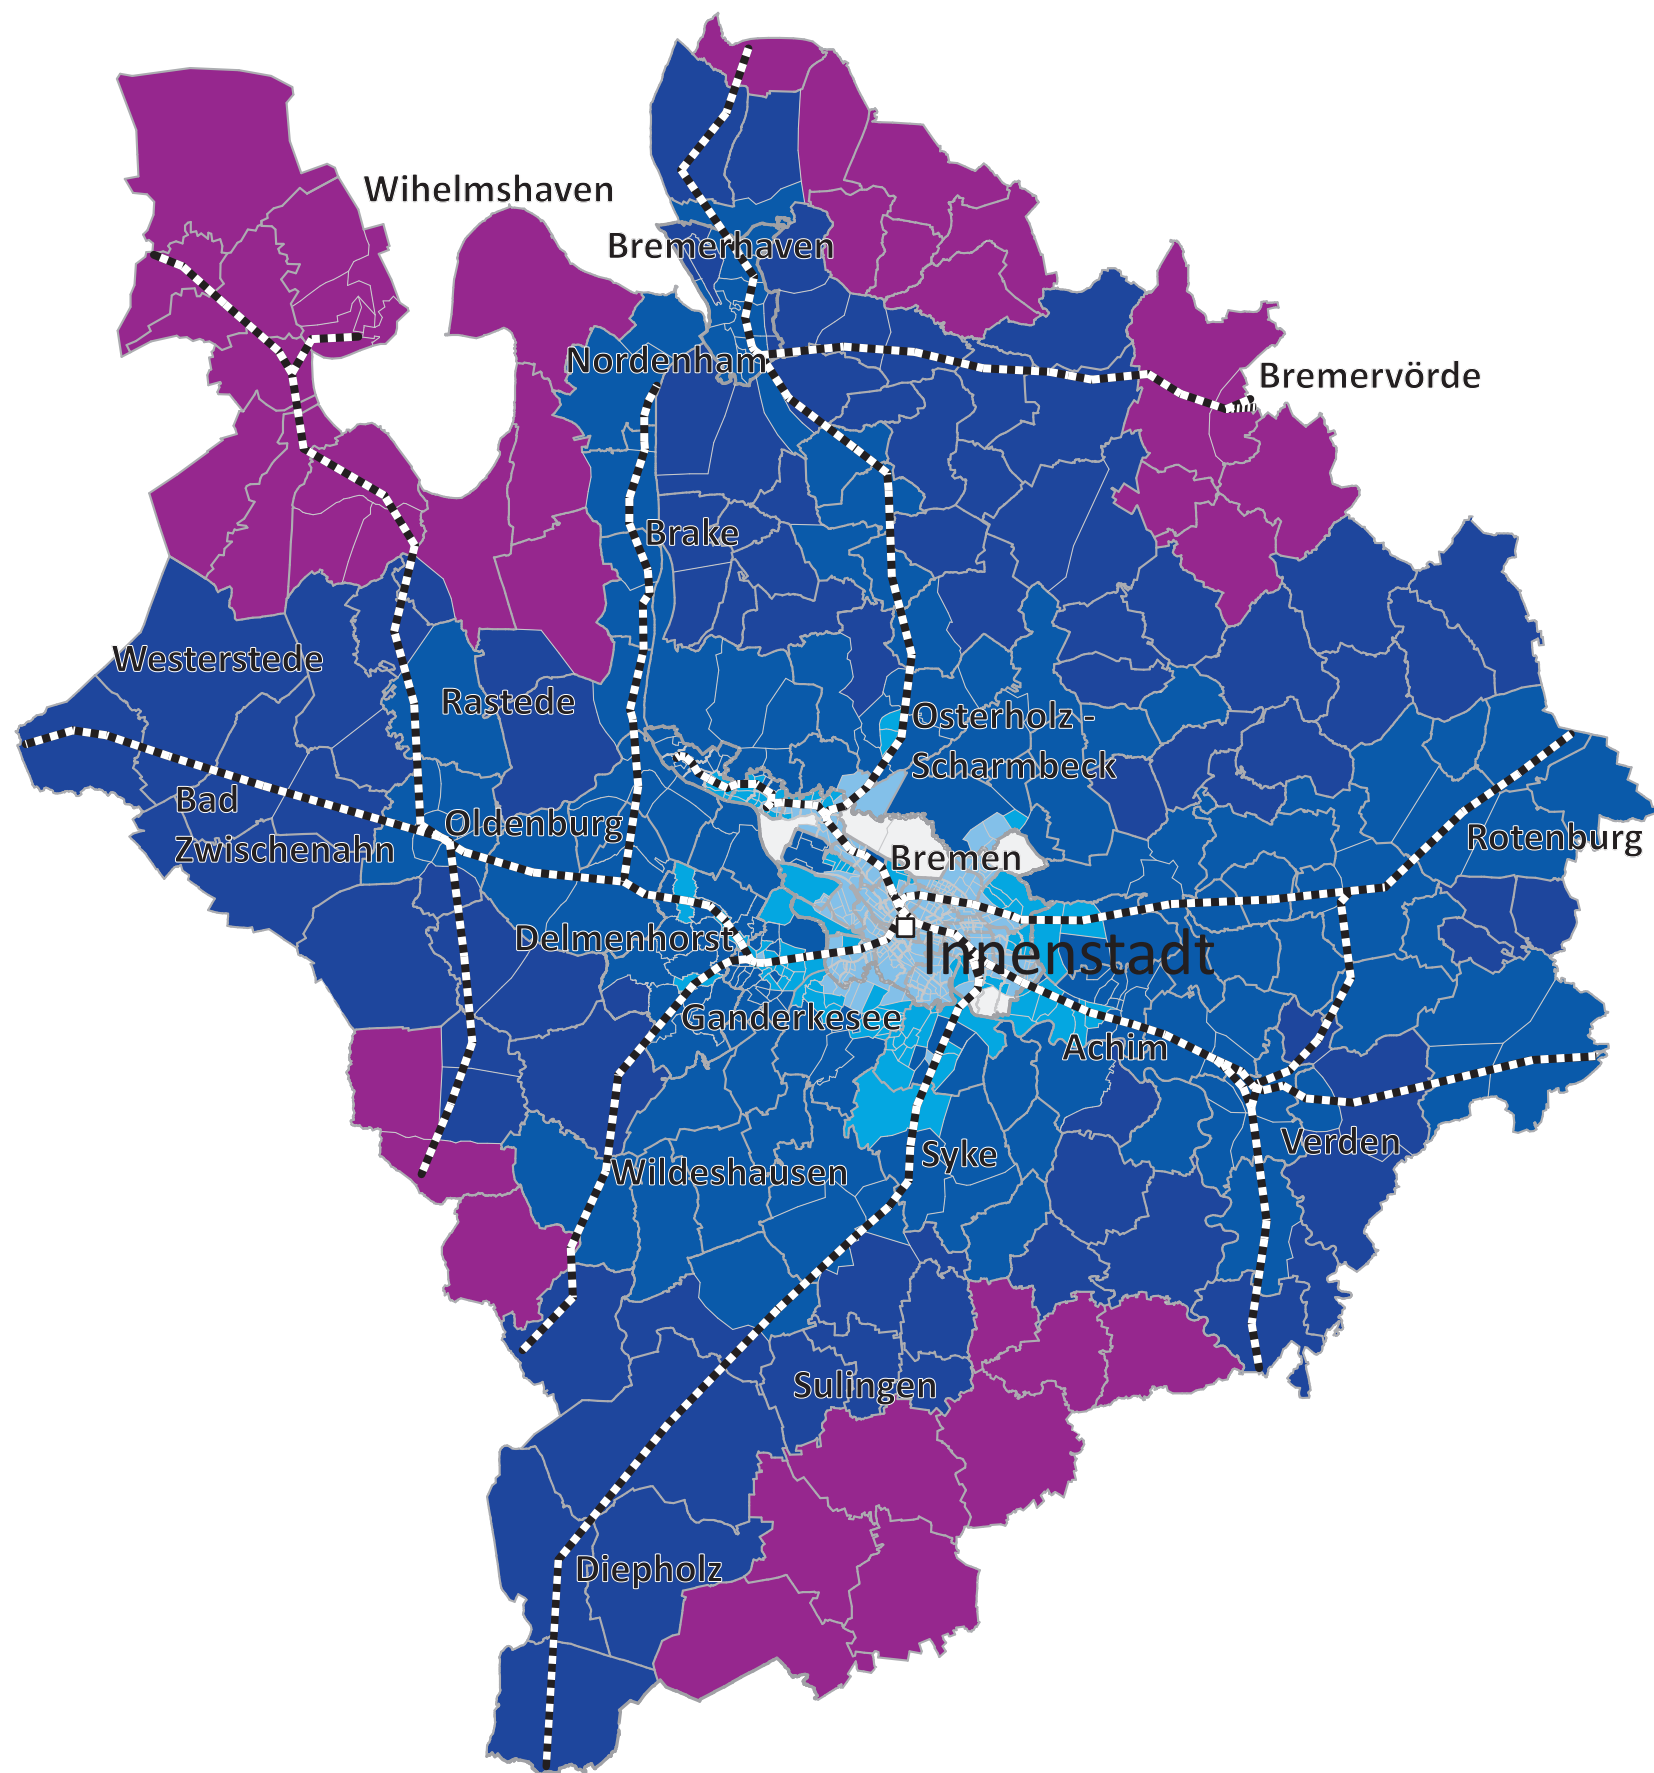 Wihelmshaven
Bremerhaven
Nordenham
Bremervörde
Brake
Westerstede
Rastede
Osterholz -
Scharmbeck
Bad
Zwischenahn
Oldenburg
Rotenburg
Bremen
Delmenhorst
Innenstadt
Ganderkesee
Achim
Verden
Syke
Wildeshausen
Sulingen
Diepholz